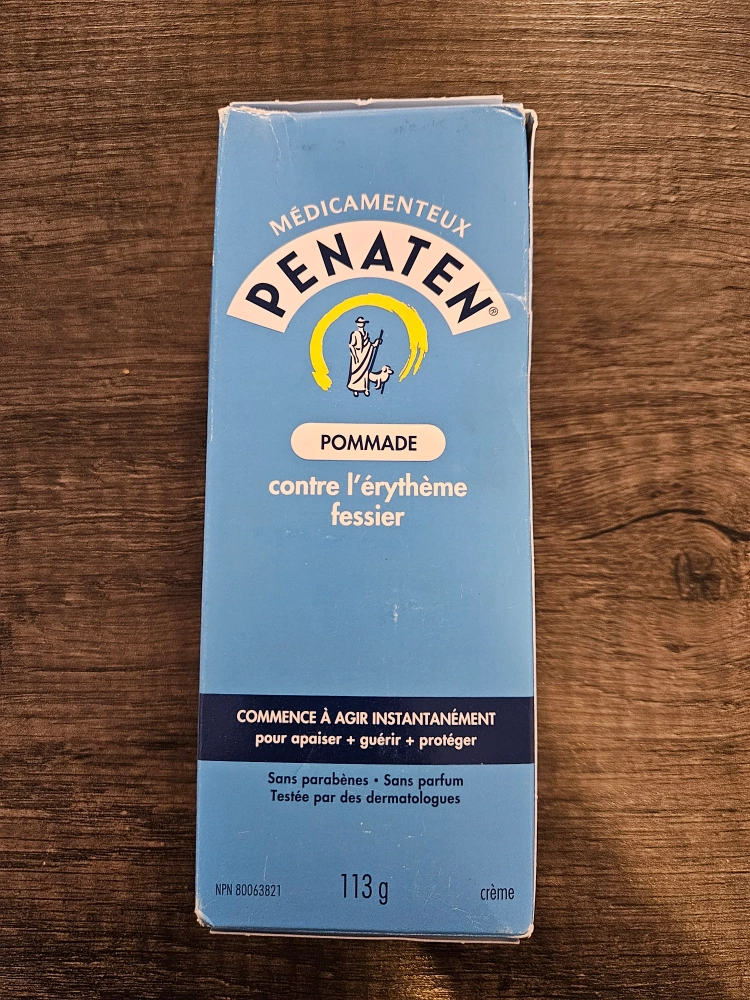 MÉDICAMENTEUX
PENATEN®
POMMADE
contre l'érythème
fessier
COMMENCE À AGIR INSTANTANÉMENT
pour apaiser + guérir + protéger
Sans parabènes • Sans parfum
Testée par des dermatologues
NPN 80063821 113 g crème